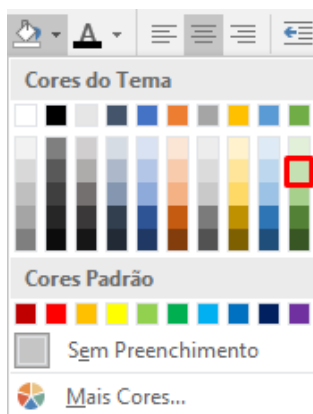 A
Cores do Tema
Cores Padrão
Sem Preenchimento
Mais Cores...